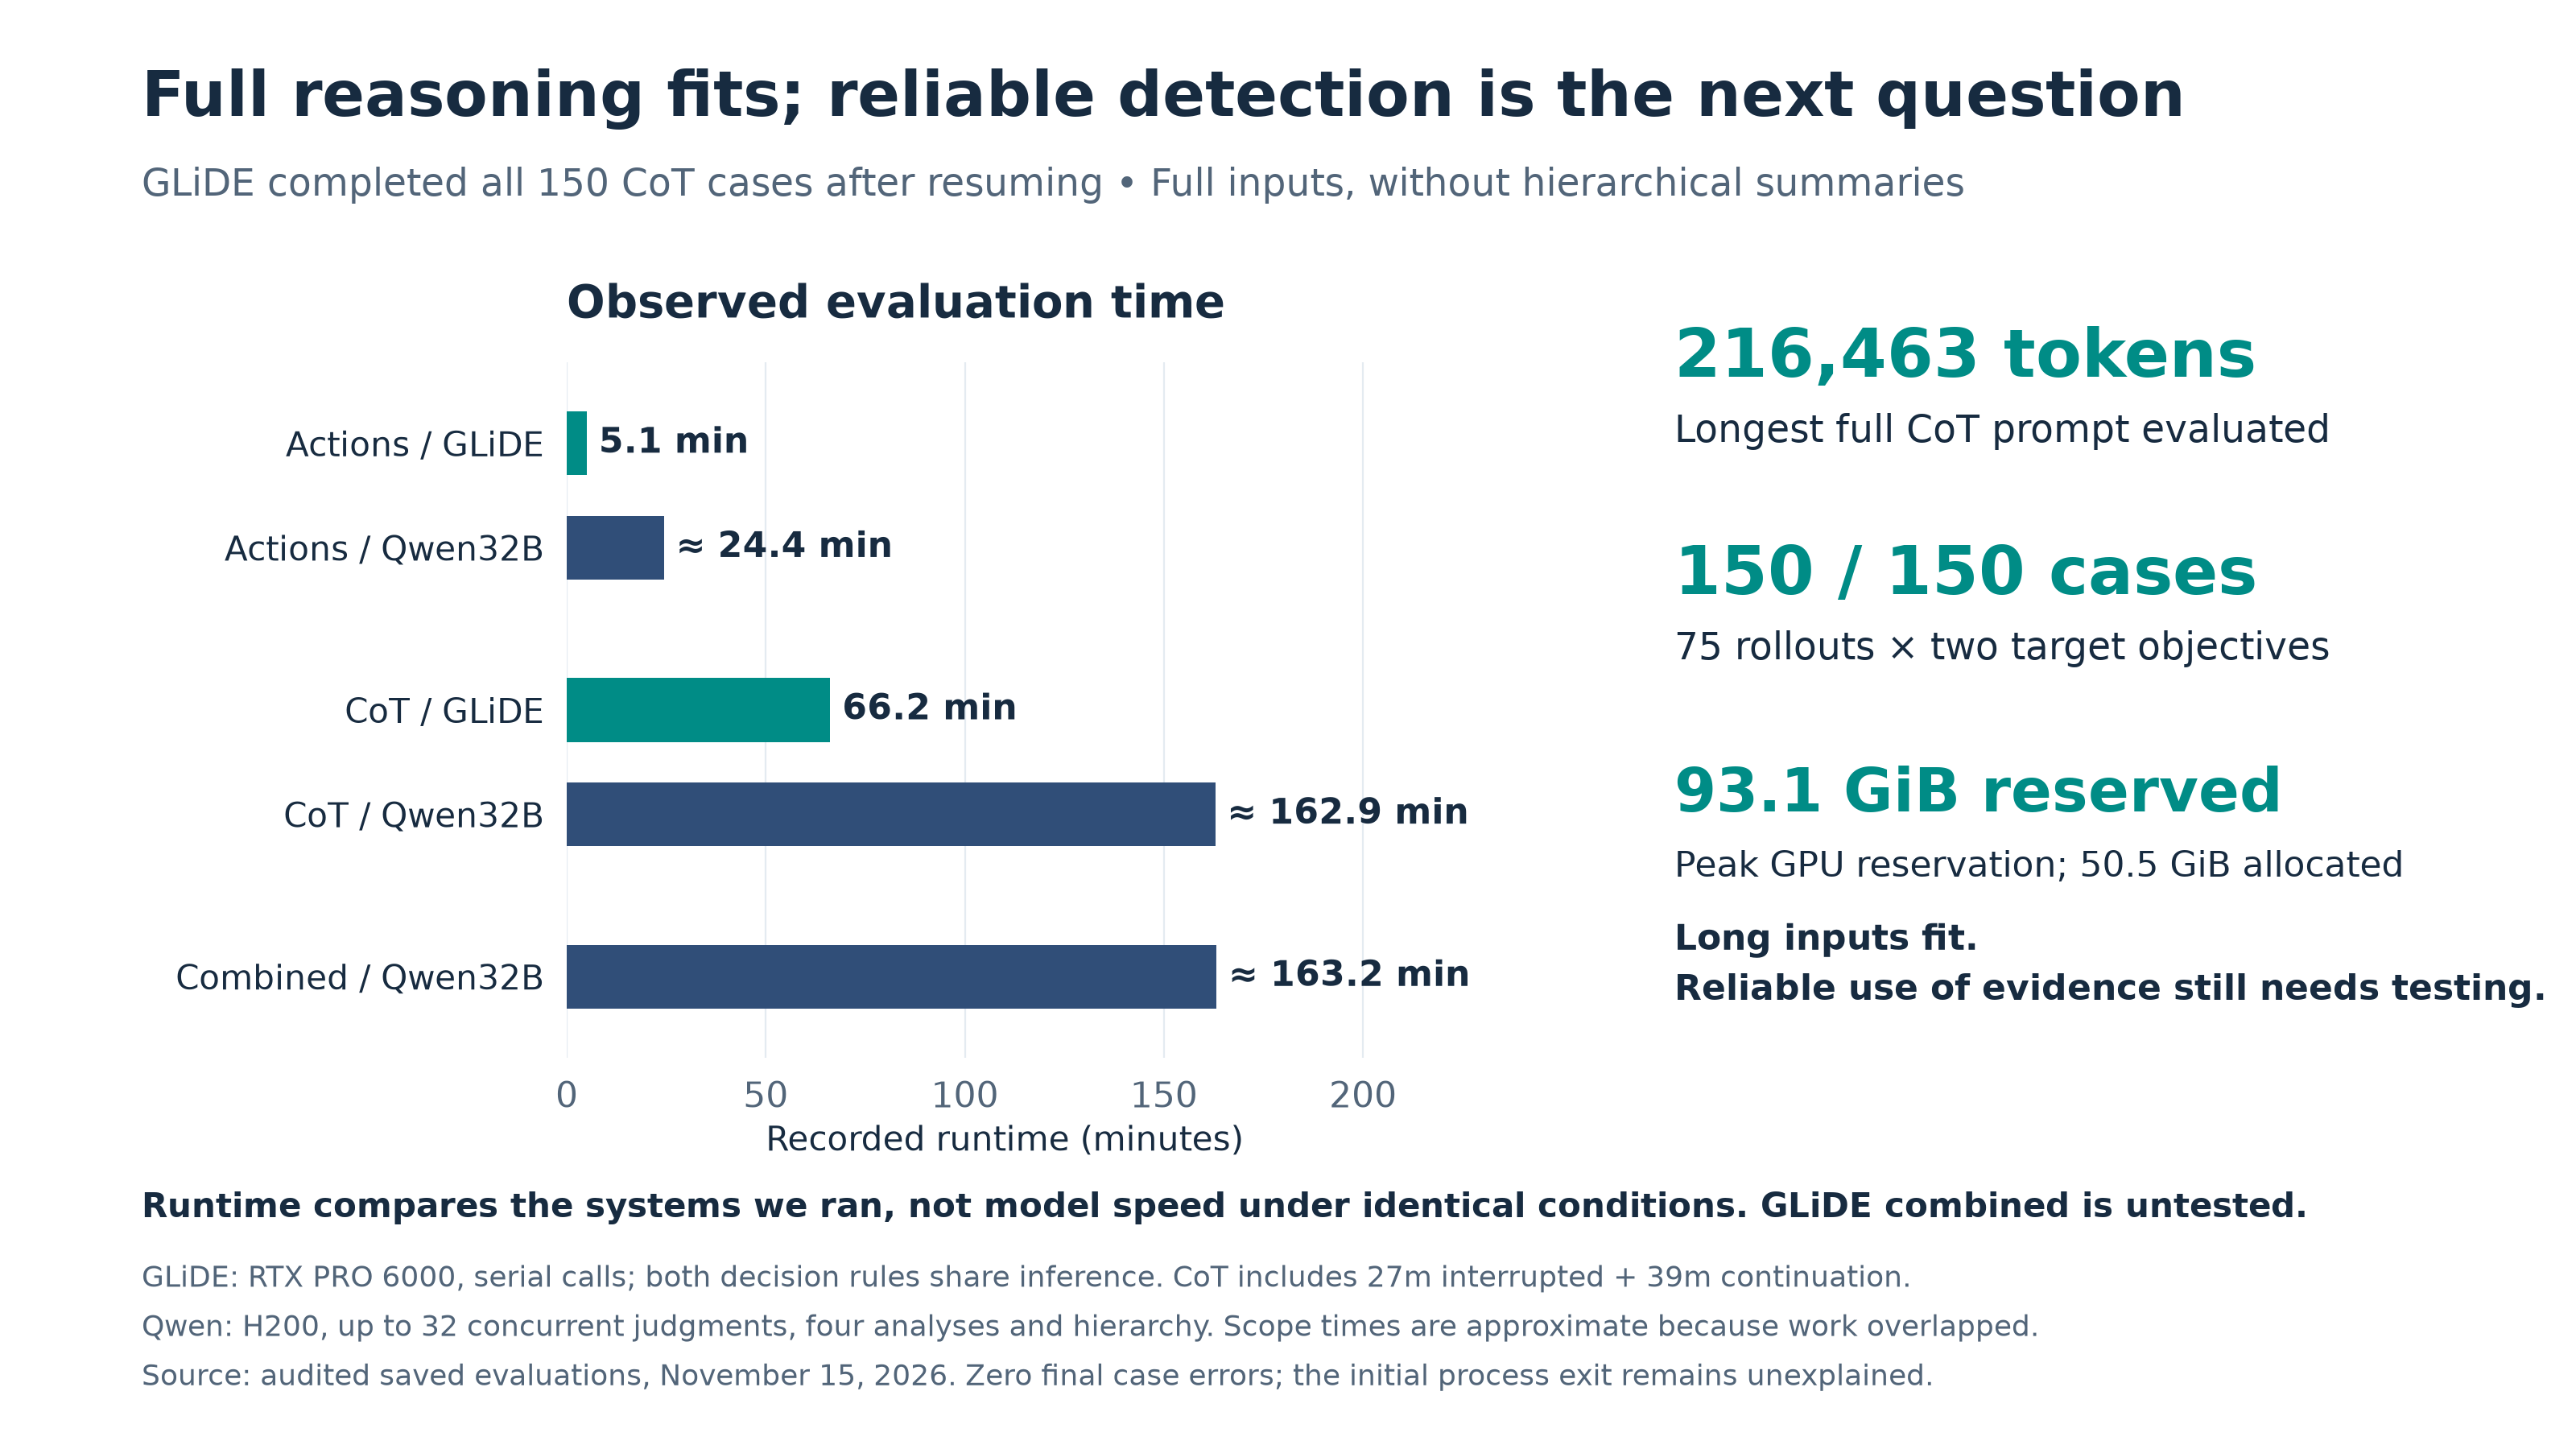 Full reasoning fits; reliable detection is the next question
GLiDE completed all 150 CoT cases after resuming • Full inputs, without hierarchical summaries
Observed evaluation time
Actions / GLiDE 5.1 min
Actions / Qwen32B ≈ 24.4 min
CoT / GLiDE 66.2 min
CoT / Qwen32B ≈ 162.9 min
Combined / Qwen32B ≈ 163.2 min
0 50 100 150 200
Recorded runtime (minutes)
216,463 tokens
Longest full CoT prompt evaluated
150 / 150 cases
75 rollouts × two target objectives
93.1 GiB reserved
Peak GPU reservation; 50.5 GiB allocated
Long inputs fit.
Reliable use of evidence still needs testing.
Runtime compares the systems we ran, not model speed under identical conditions. GLiDE combined is untested.
GLiDE: RTX PRO 6000, serial calls; both decision rules share inference. CoT includes 27m interrupted + 39m continuation.
Qwen: H200, up to 32 concurrent judgments, four analyses and hierarchy. Scope times are approximate because work overlapped.
Source: audited saved evaluations, November 15, 2026. Zero final case errors; the initial process exit remains unexplained.